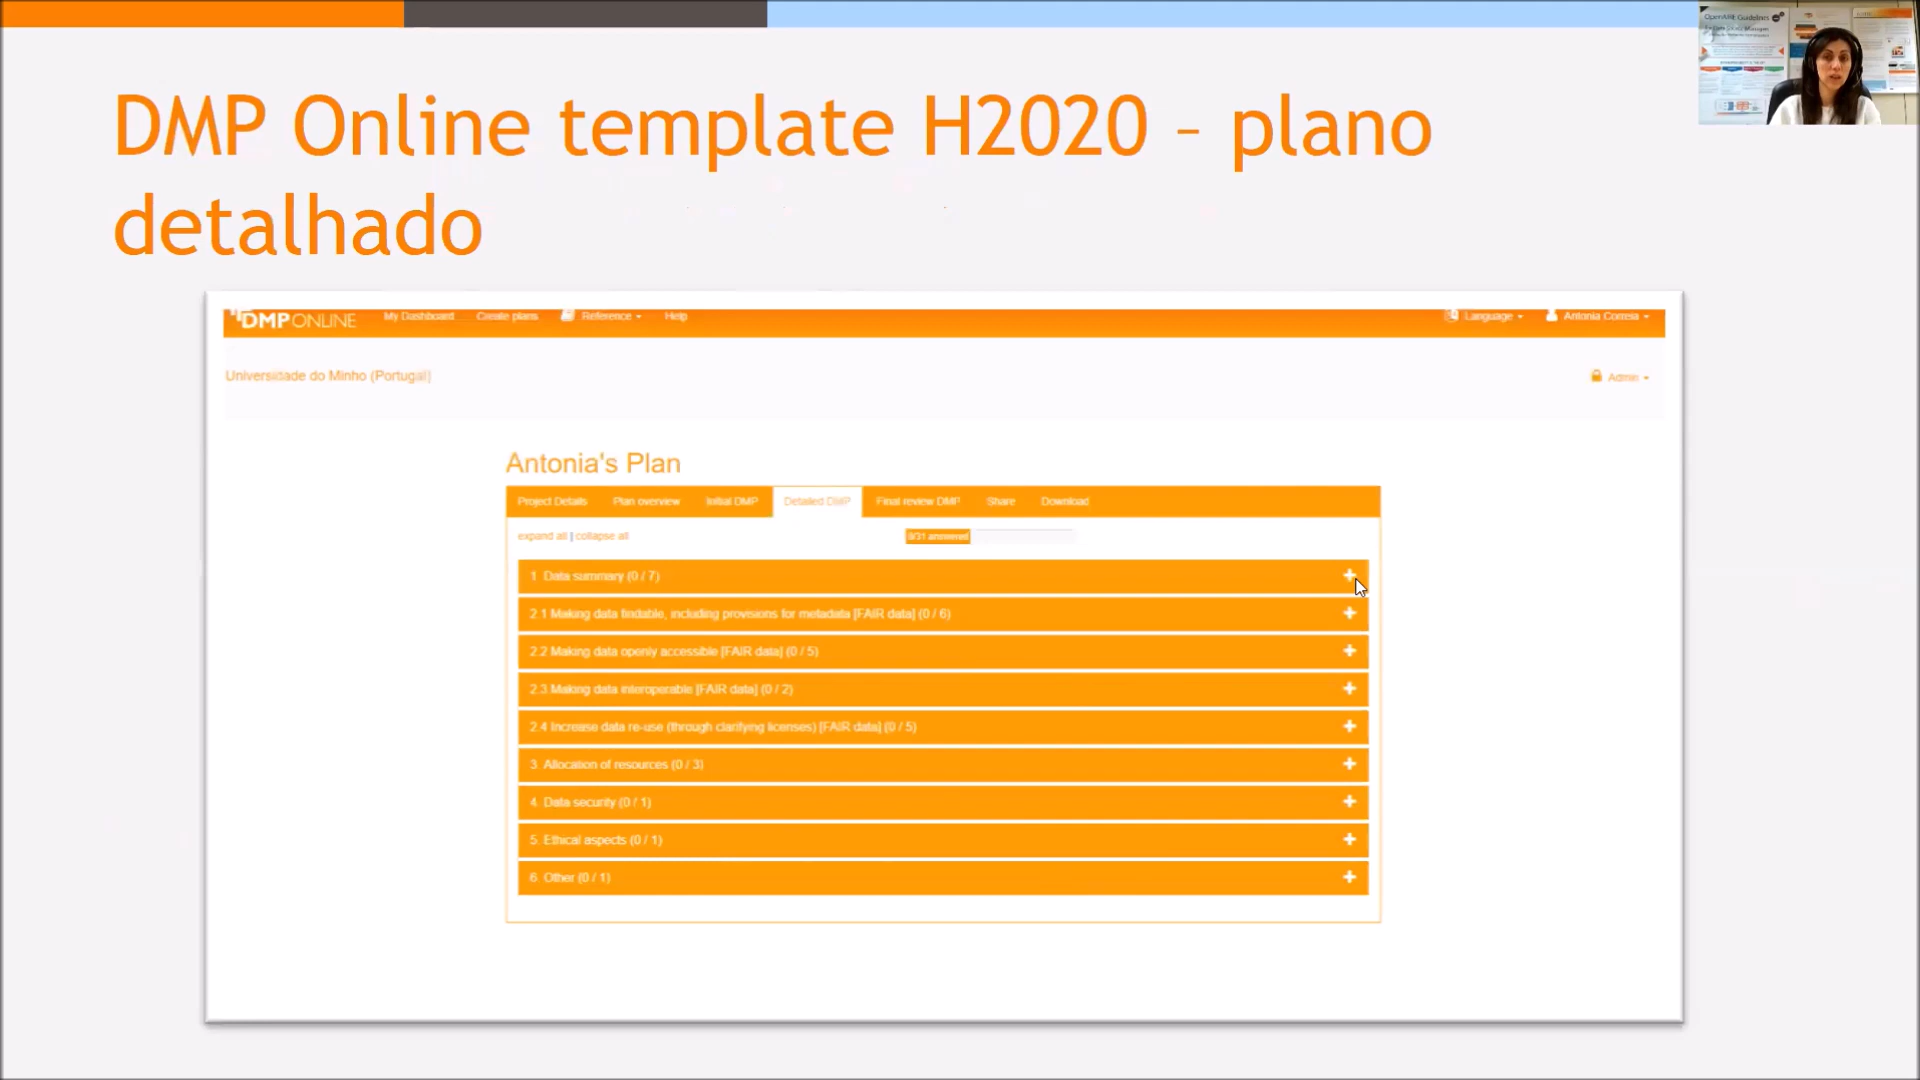 OpenAIRE Guidelines
DMP Online template H2020 – plano
detalhado
DMPONLINE My Dashboard Create plans Reference Help Language Antonia Correia
Universidade do Minho (Portugal) Admin
Antonia's Plan
Project Details Plan overview Initial DMP Detailed DMP Final review DMP Share Download
expand all | collapse all 0/31 answered
1. Data summary (0 / 7)
2.1 Making data findable, including provisions for metadata [FAIR data] (0 / 6)
2.2 Making data openly accessible [FAIR data] (0 / 5)
2.3 Making data interoperable [FAIR data] (0 / 2)
2.4 Increase data re-use (through clarifying licenses) [FAIR data] (0 / 5)
3. Allocation of resources (0 / 3)
4. Data security (0 / 1)
5. Ethical aspects (0 / 1)
6. Other (0 / 1)